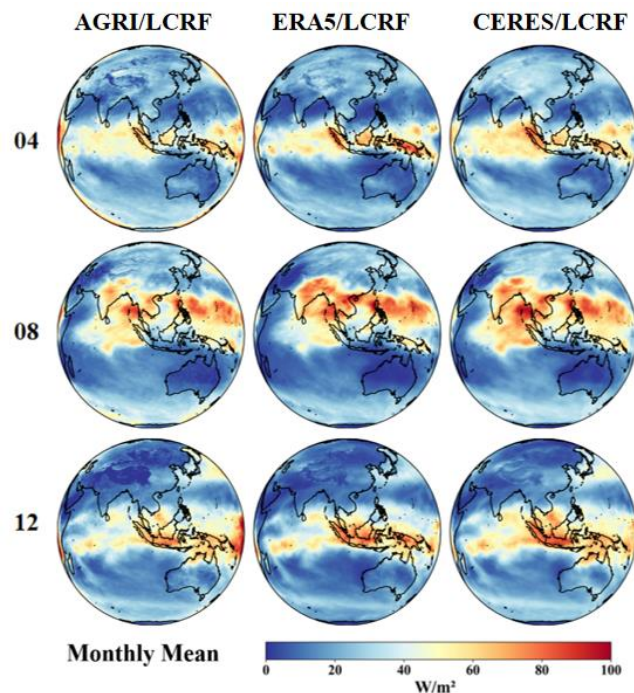 AGRI/LCRF ERA5/LCRF CERES/LCRF
04
08
12
Monthly Mean
0 20 40 60 80 100
W/m²